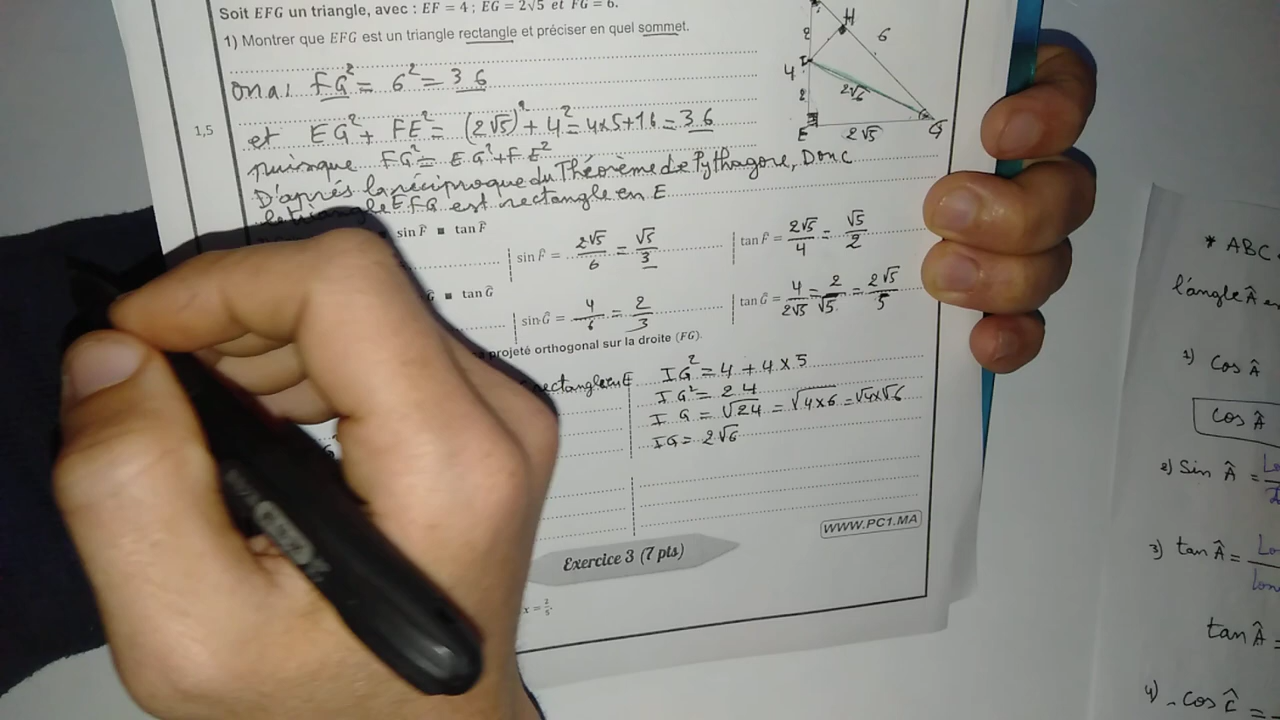 Soit EFG un triangle, avec : EF = 4 ; EG = 2√5 et FG = 6.
1) Montrer que EFG est un triangle rectangle et préciser en quel sommet.
on a : FG² = 6² = 36
1,5
et EG² + FE² = (2√5)² + 4² = 4x5+16 = 36
puisque FG² = EG² + FE²
D'après la réciproque du Théorème de Pythagore, Donc
le triangle EFG est rectangle en E
H
6
2
I
4
2√6
2
E
2√5
G
■ sin F̂ ■ tan F̂
sin F̂ = 2√5/6 = √5/3
tan F̂ = 2√5/4 = √5/2
■ tan Ĝ
sin Ĝ = 4/6 = 2/3
tan Ĝ = 4/2√5 = 2/√5 = 2√5/5
projeté orthogonal sur la droite (FG).
rectangle en E
IG² = 4 + 4 x 5
IG² = 24
IG = √24 = √4x6 = √4x√6
IG = 2√6
WWW.PC1.MA
Exercice 3 (7 pts)
x = 2/5
* ABC
l'angle Â
1) cos Â
cos Â
2) Sin Â =
3) tan Â =
tan Â =
4) cos Ĉ =